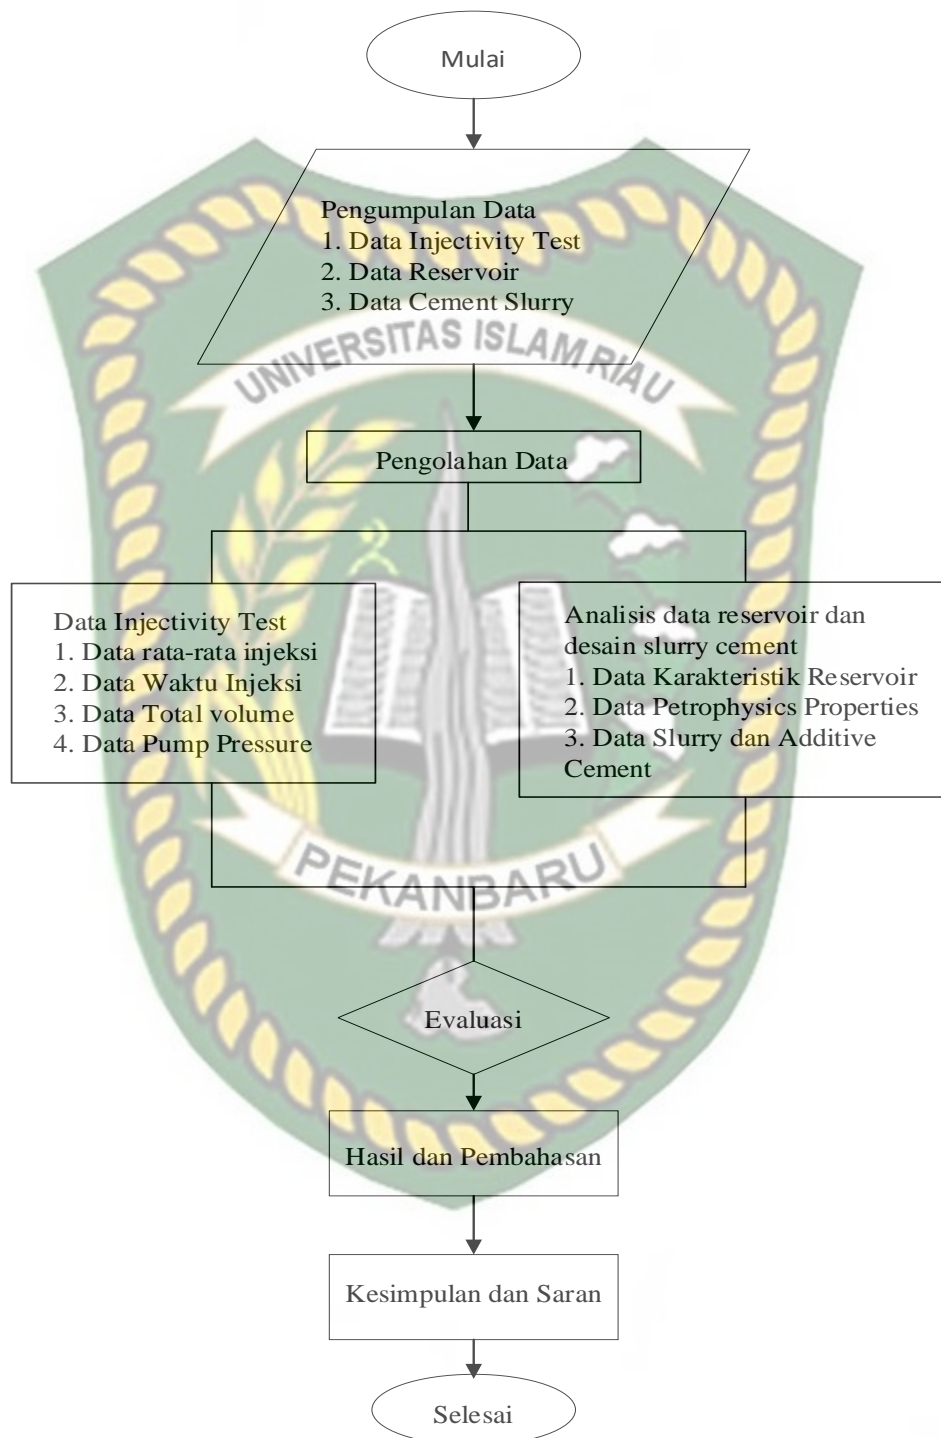 Mulai
Pengumpulan Data
1. Data Injectivity Test
2. Data Reservoir
3. Data Cement Slurry
UNIVERSITAS ISLAM RIAU
Pengolahan Data
Data Injectivity Test
1. Data rata-rata injeksi
2. Data Waktu Injeksi
3. Data Total volume
4. Data Pump Pressure
Analisis data reservoir dan
desain slurry cement
1. Data Karakteristik Reservoir
2. Data Petrophysics Properties
3. Data Slurry dan Additive
Cement
PEKANBARU
Evaluasi
Hasil dan Pembahasan
Kesimpulan dan Saran
Selesai